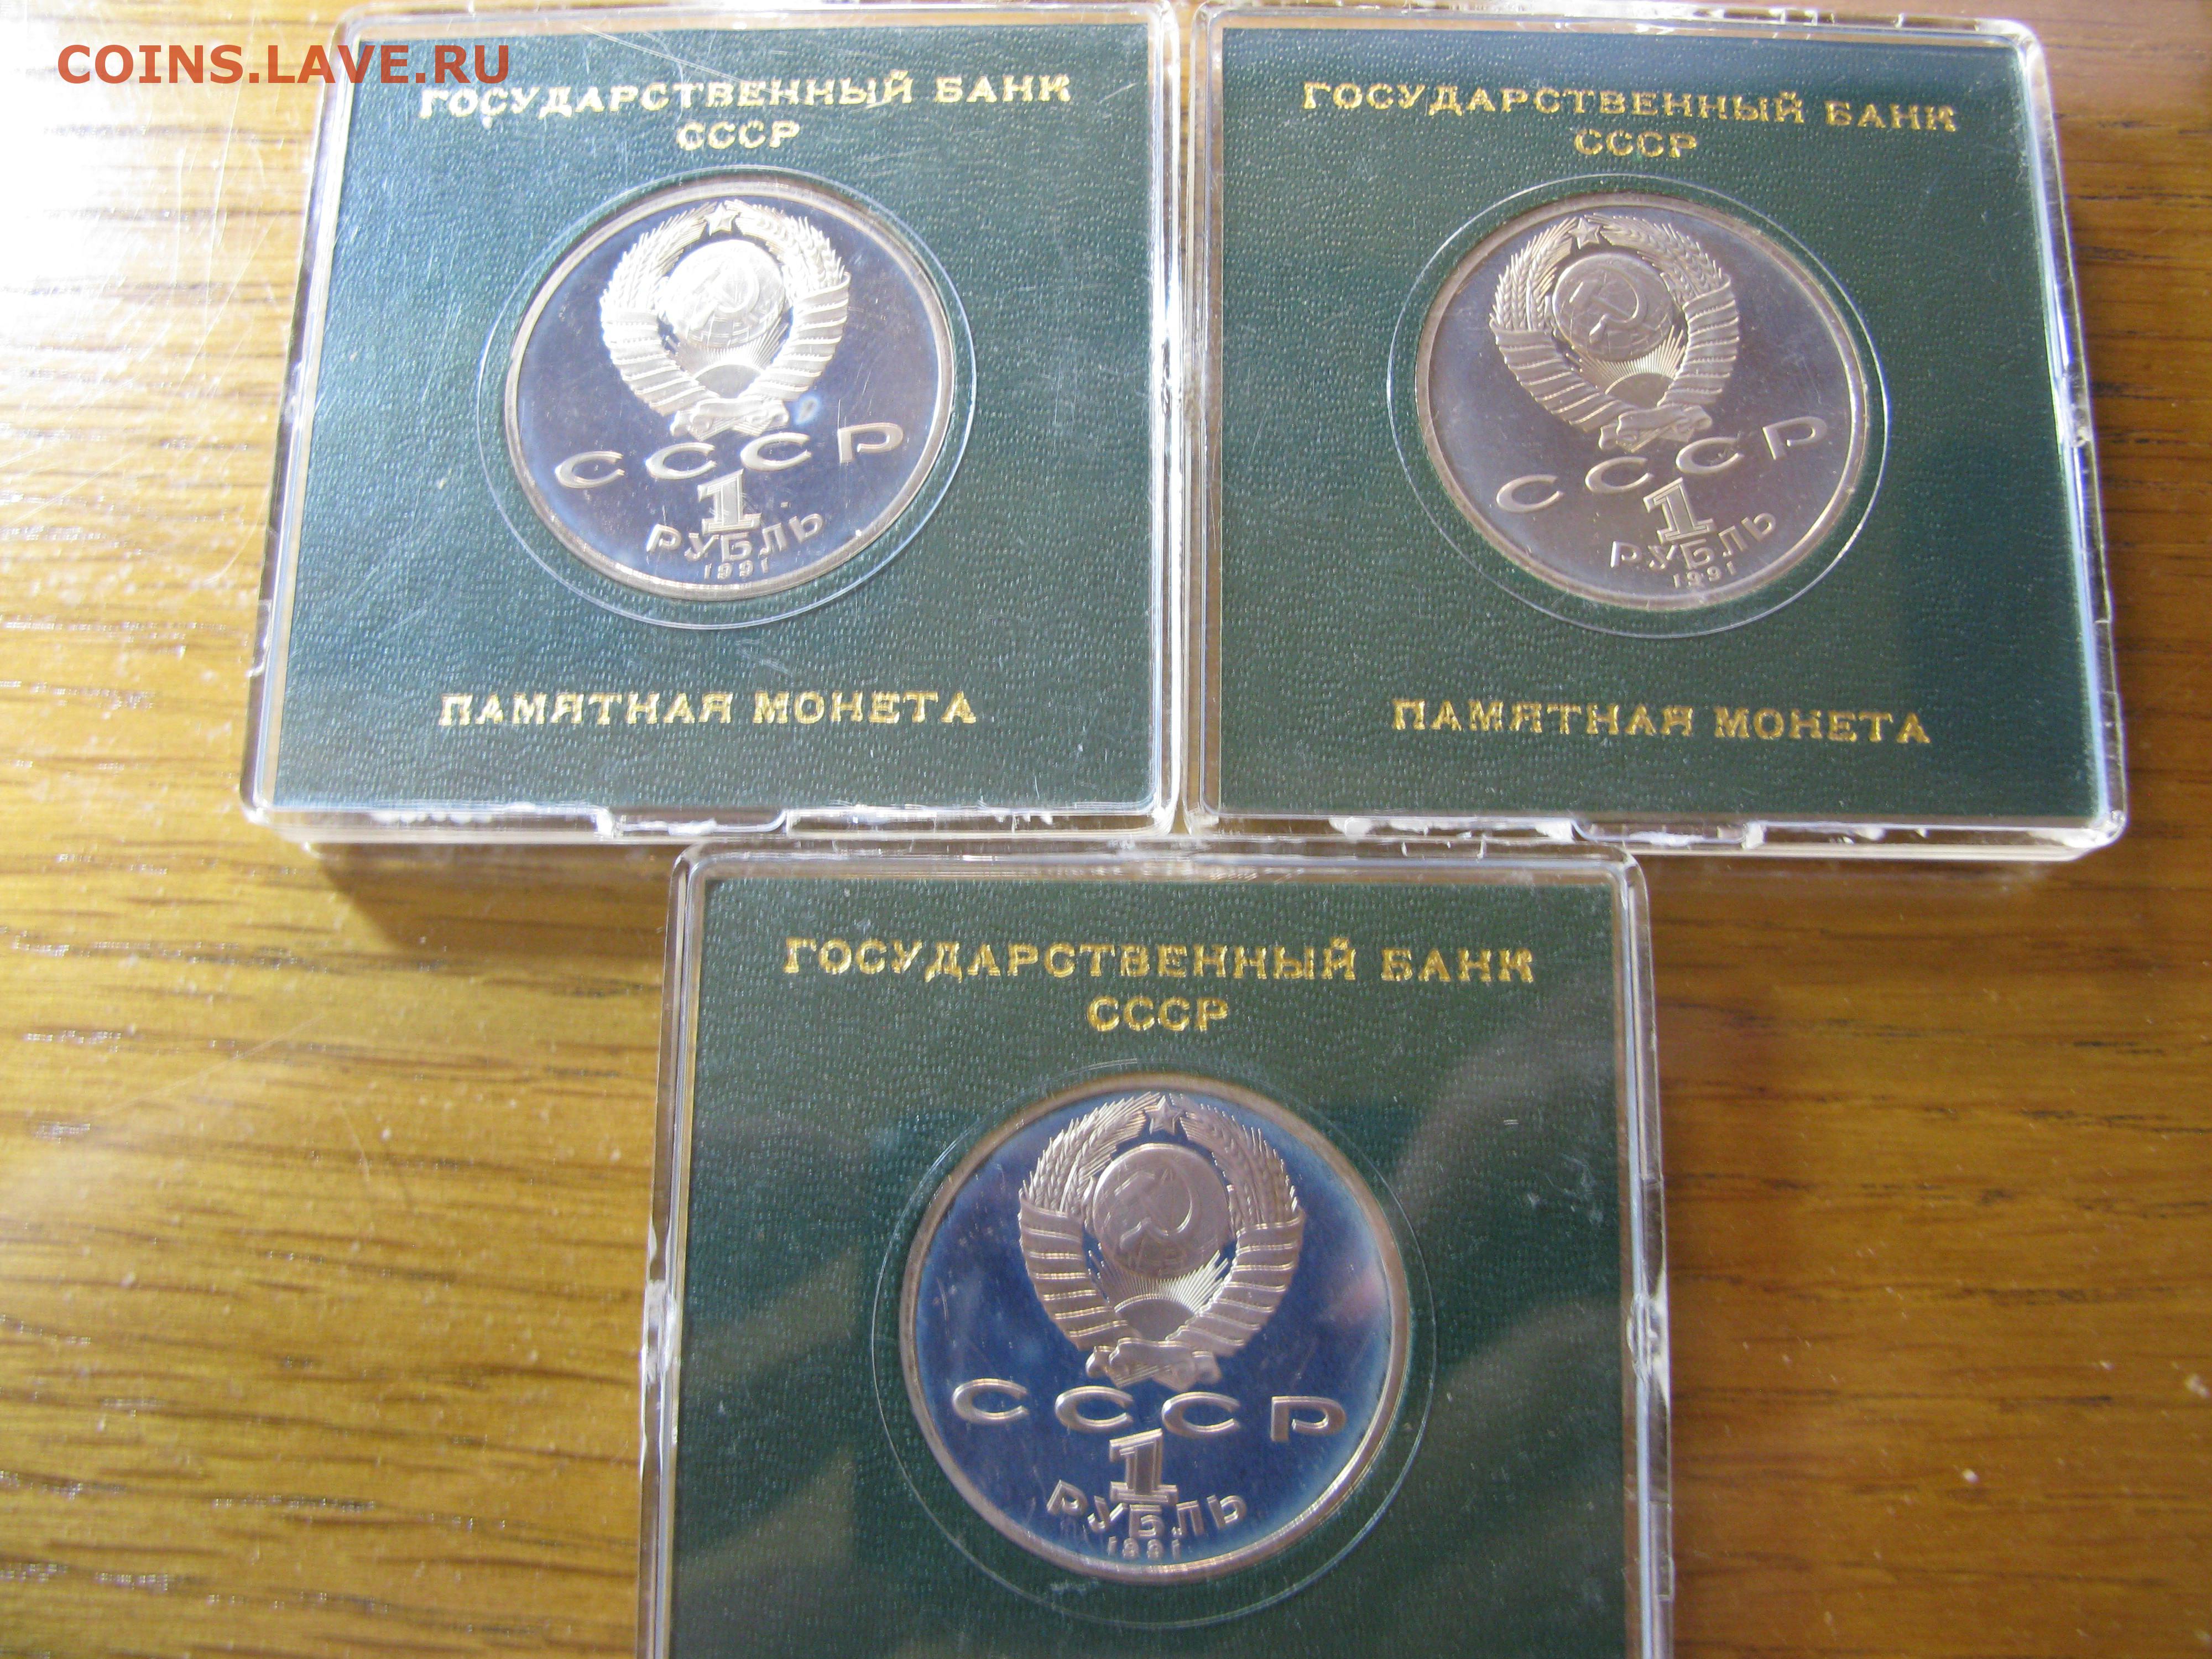 COINS.LAVE.RU
ГОСУДАРСТВЕННЫЙ БАНК
СССР
СССР
1
РУБЛЬ
1991
ПАМЯТНАЯ МОНЕТА
ГОСУДАРСТВЕННЫЙ БАНК
СССР
СССР
1
РУБЛЬ
1991
ПАМЯТНАЯ МОНЕТА
ГОСУДАРСТВЕННЫЙ БАНК
СССР
СССР
1
РУБЛЬ
1991